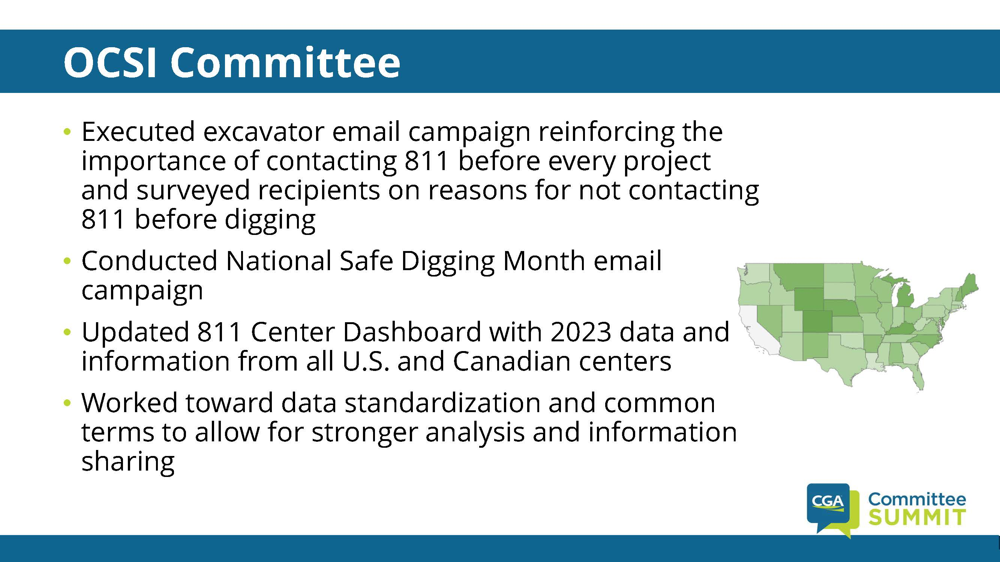 OCSI Committee
• Executed excavator email campaign reinforcing the
importance of contacting 811 before every project
and surveyed recipients on reasons for not contacting
811 before digging
• Conducted National Safe Digging Month email
campaign
• Updated 811 Center Dashboard with 2023 data and
information from all U.S. and Canadian centers
• Worked toward data standardization and common
terms to allow for stronger analysis and information
sharing
CGA
Committee
SUMMIT